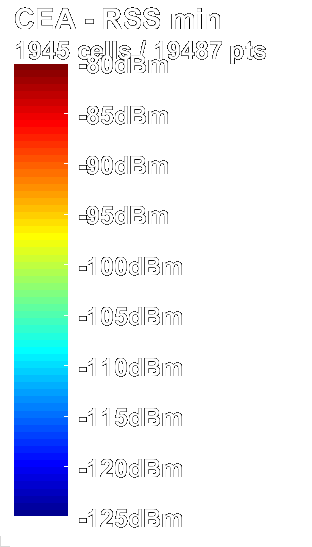 CEA - RSS min
1945 cells / 19487 pts
-80dBm
-85dBm
-90dBm
-95dBm
-100dBm
-105dBm
-110dBm
-115dBm
-120dBm
-125dBm